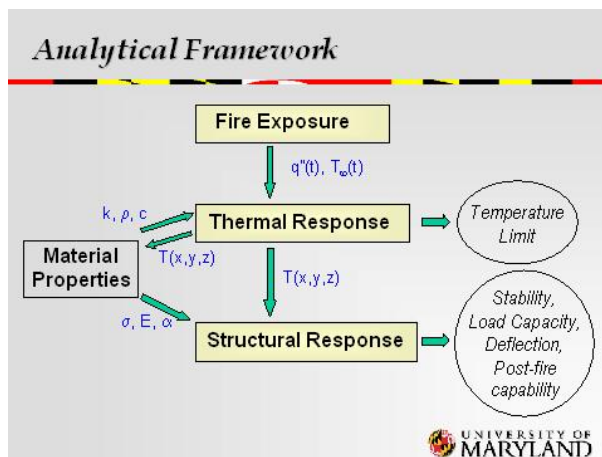 Analytical Framework
Fire Exposure
q"(t), T∞(t)
k, ρ, c
Thermal Response
Temperature
Limit
Material
Properties
T(x,y,z)
T(x,y,z)
σ, E, α
Structural Response
Stability,
Load Capacity,
Deflection,
Post-fire
capability
UNIVERSITY OF
MARYLAND